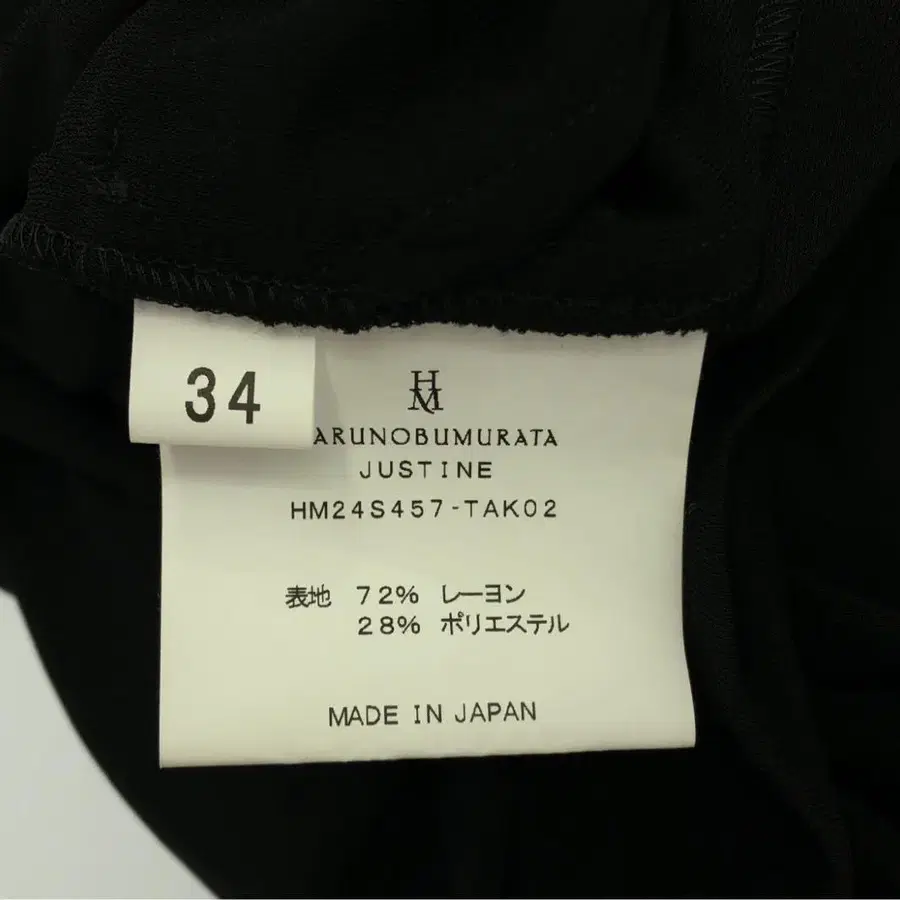 34
HM
ARUNOBUMURATA
JUSTINE
HM24S457-TAK02
表地 72% レーヨン
28% ポリエステル
MADE IN JAPAN